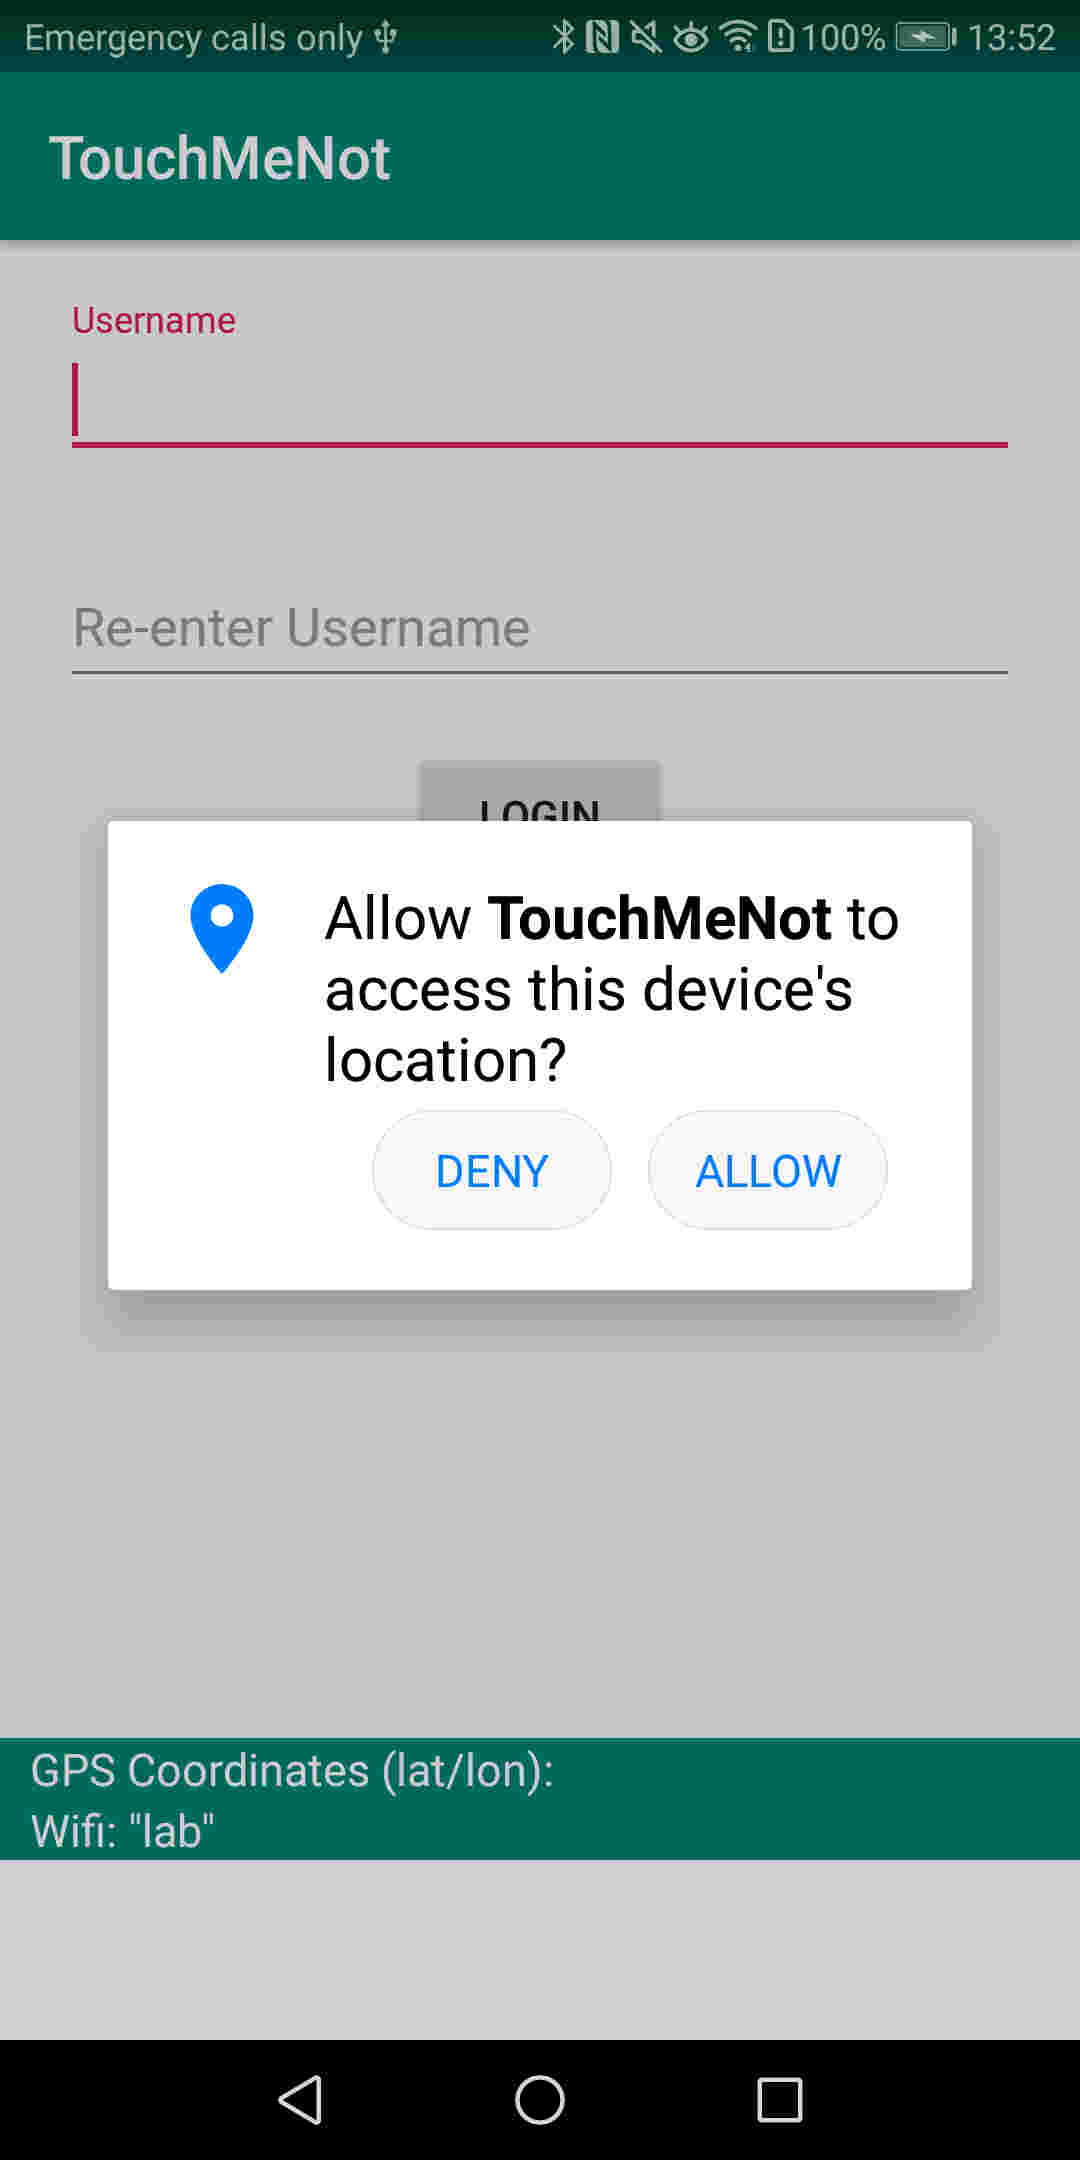 Emergency calls only 100% 13:52
TouchMeNot
Username
Re-enter Username
LOGIN
Allow TouchMeNot to
access this device's
location?
DENY ALLOW
GPS Coordinates (lat/lon):
Wifi: "lab"